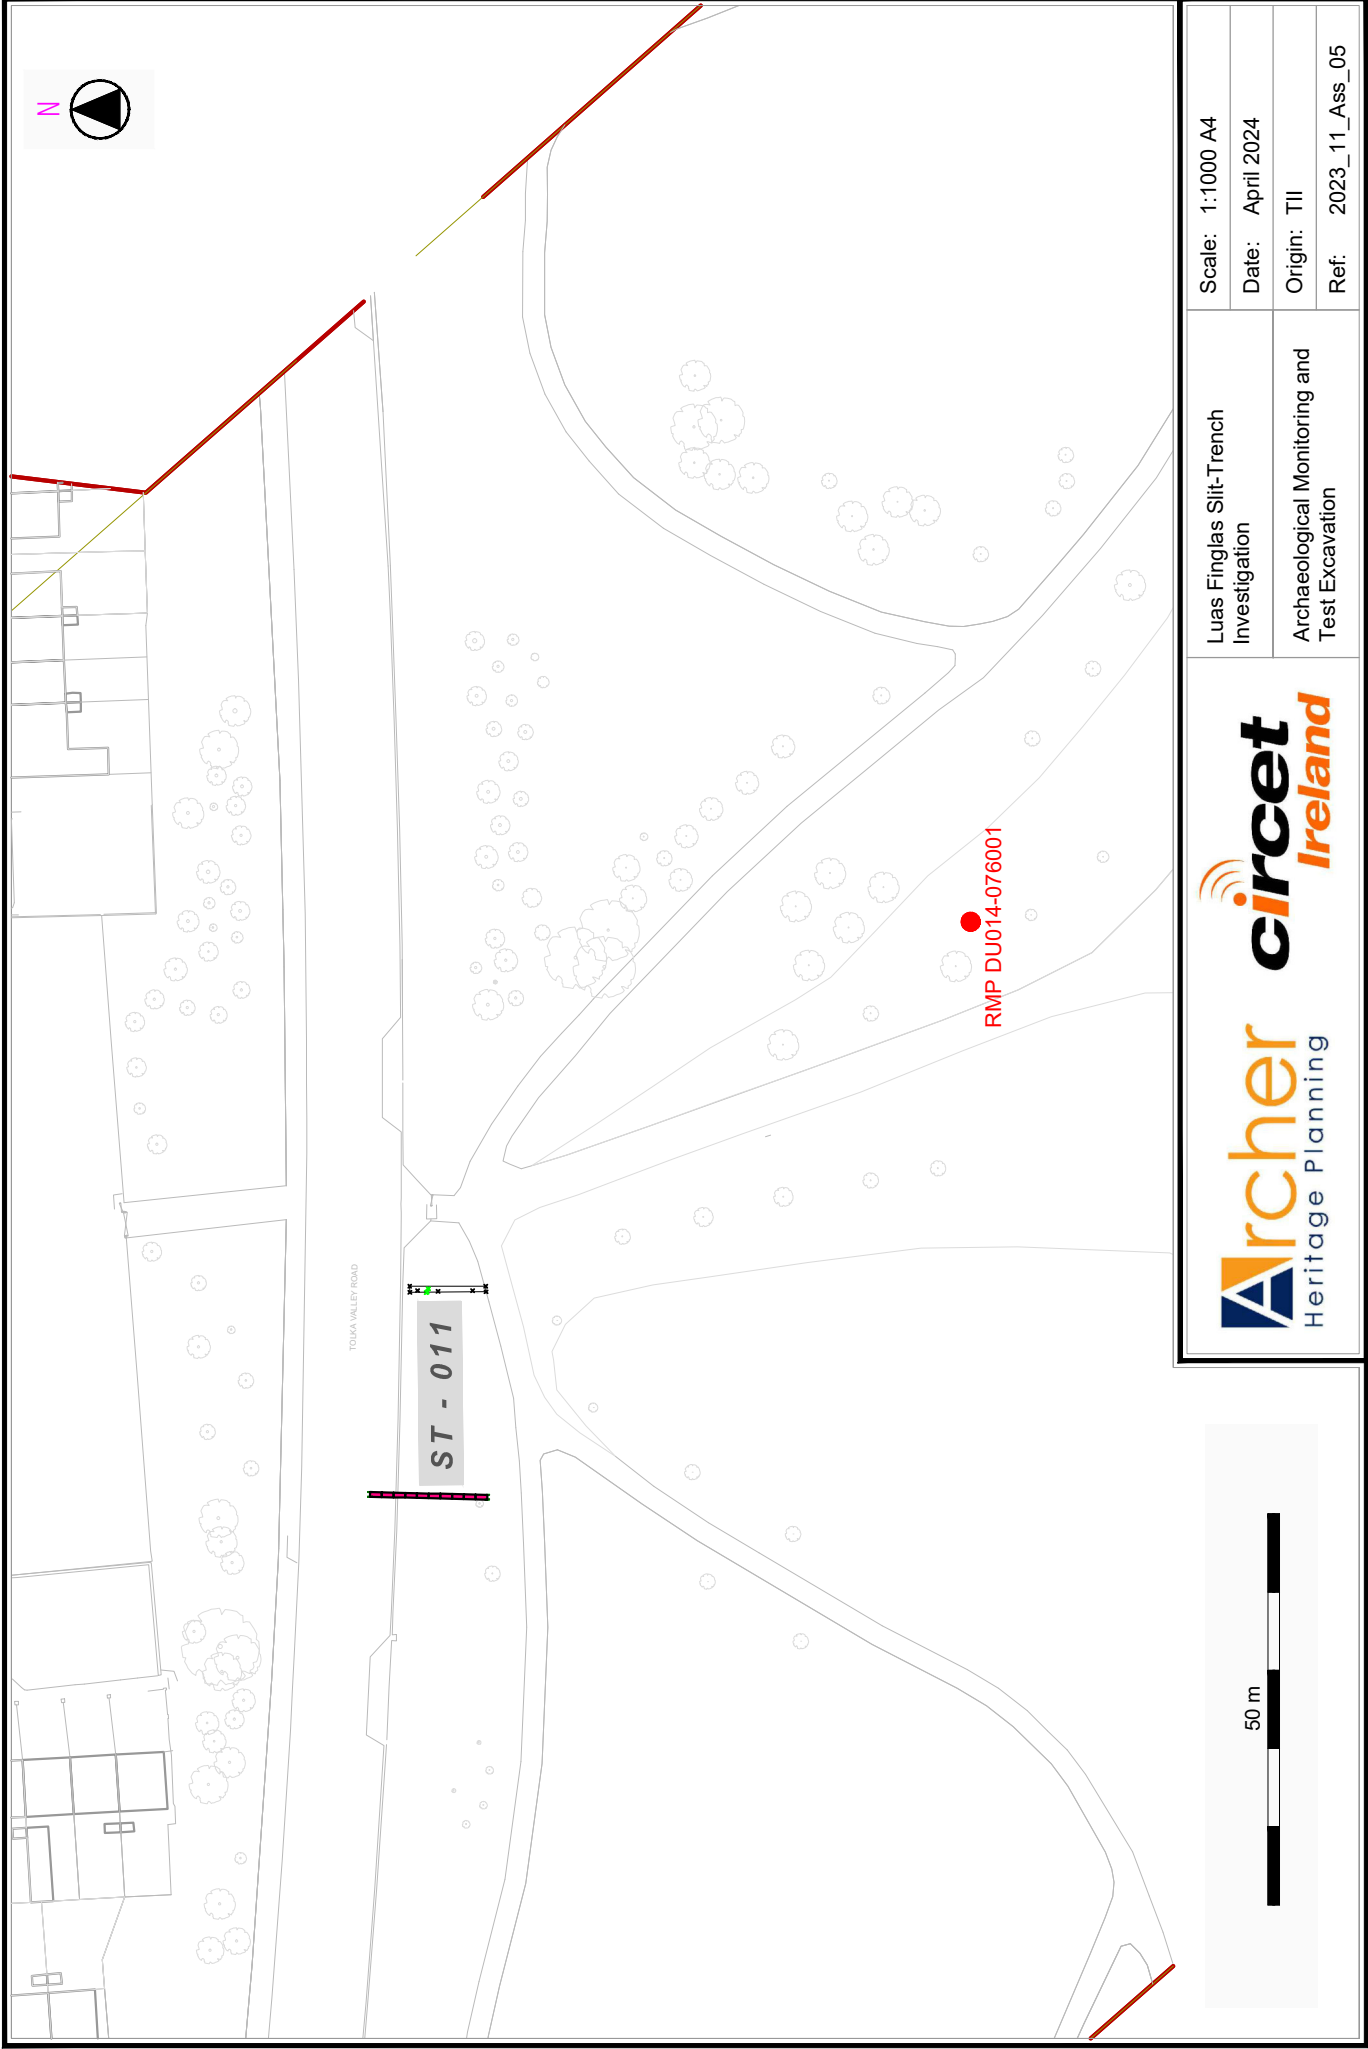 N
TOLKA VALLEY ROAD
ST - 011
RMP DU014-076001
50 m
Archer
Heritage Planning
circet
Ireland
Luas Finglas Slit-Trench
Investigation
Archaeological Monitoring and
Test Excavation
Scale: 1:1000 A4
Date: April 2024
Origin: TII
Ref: 2023_11_Ass_05